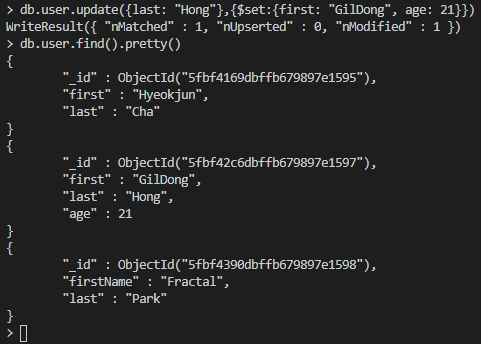 > db.user.update({last: "Hong"},{$set:{first: "GilDong", age: 21}})
WriteResult({ "nMatched" : 1, "nUpserted" : 0, "nModified" : 1 })
> db.user.find().pretty()
{
        "_id" : ObjectId("5fbf4169dbffb679897e1595"),
        "first" : "Hyeokjun",
        "last" : "Cha"
}
{
        "_id" : ObjectId("5fbf42c6dbffb679897e1597"),
        "first" : "GilDong",
        "last" : "Hong",
        "age" : 21
}
{
        "_id" : ObjectId("5fbf4390dbffb679897e1598"),
        "firstName" : "Fractal",
        "last" : "Park"
}
>